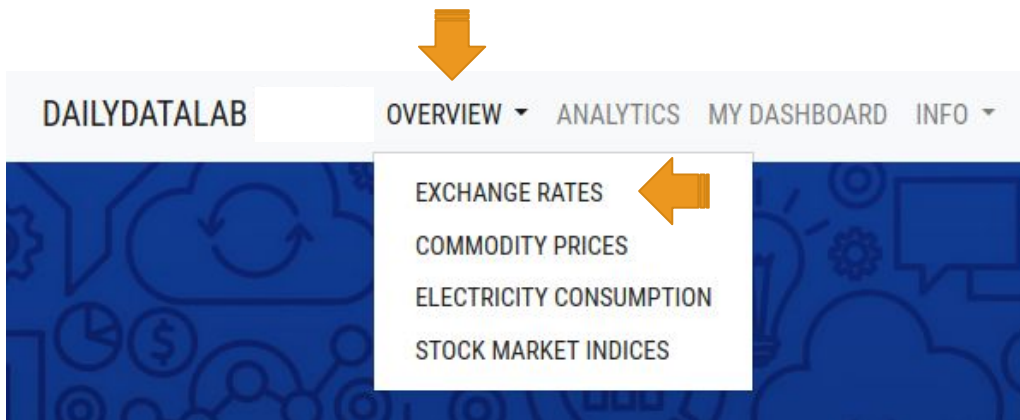 DAILYDATALAB OVERVIEW ANALYTICS MY DASHBOARD INFO
EXCHANGE RATES
COMMODITY PRICES
ELECTRICITY CONSUMPTION
STOCK MARKET INDICES